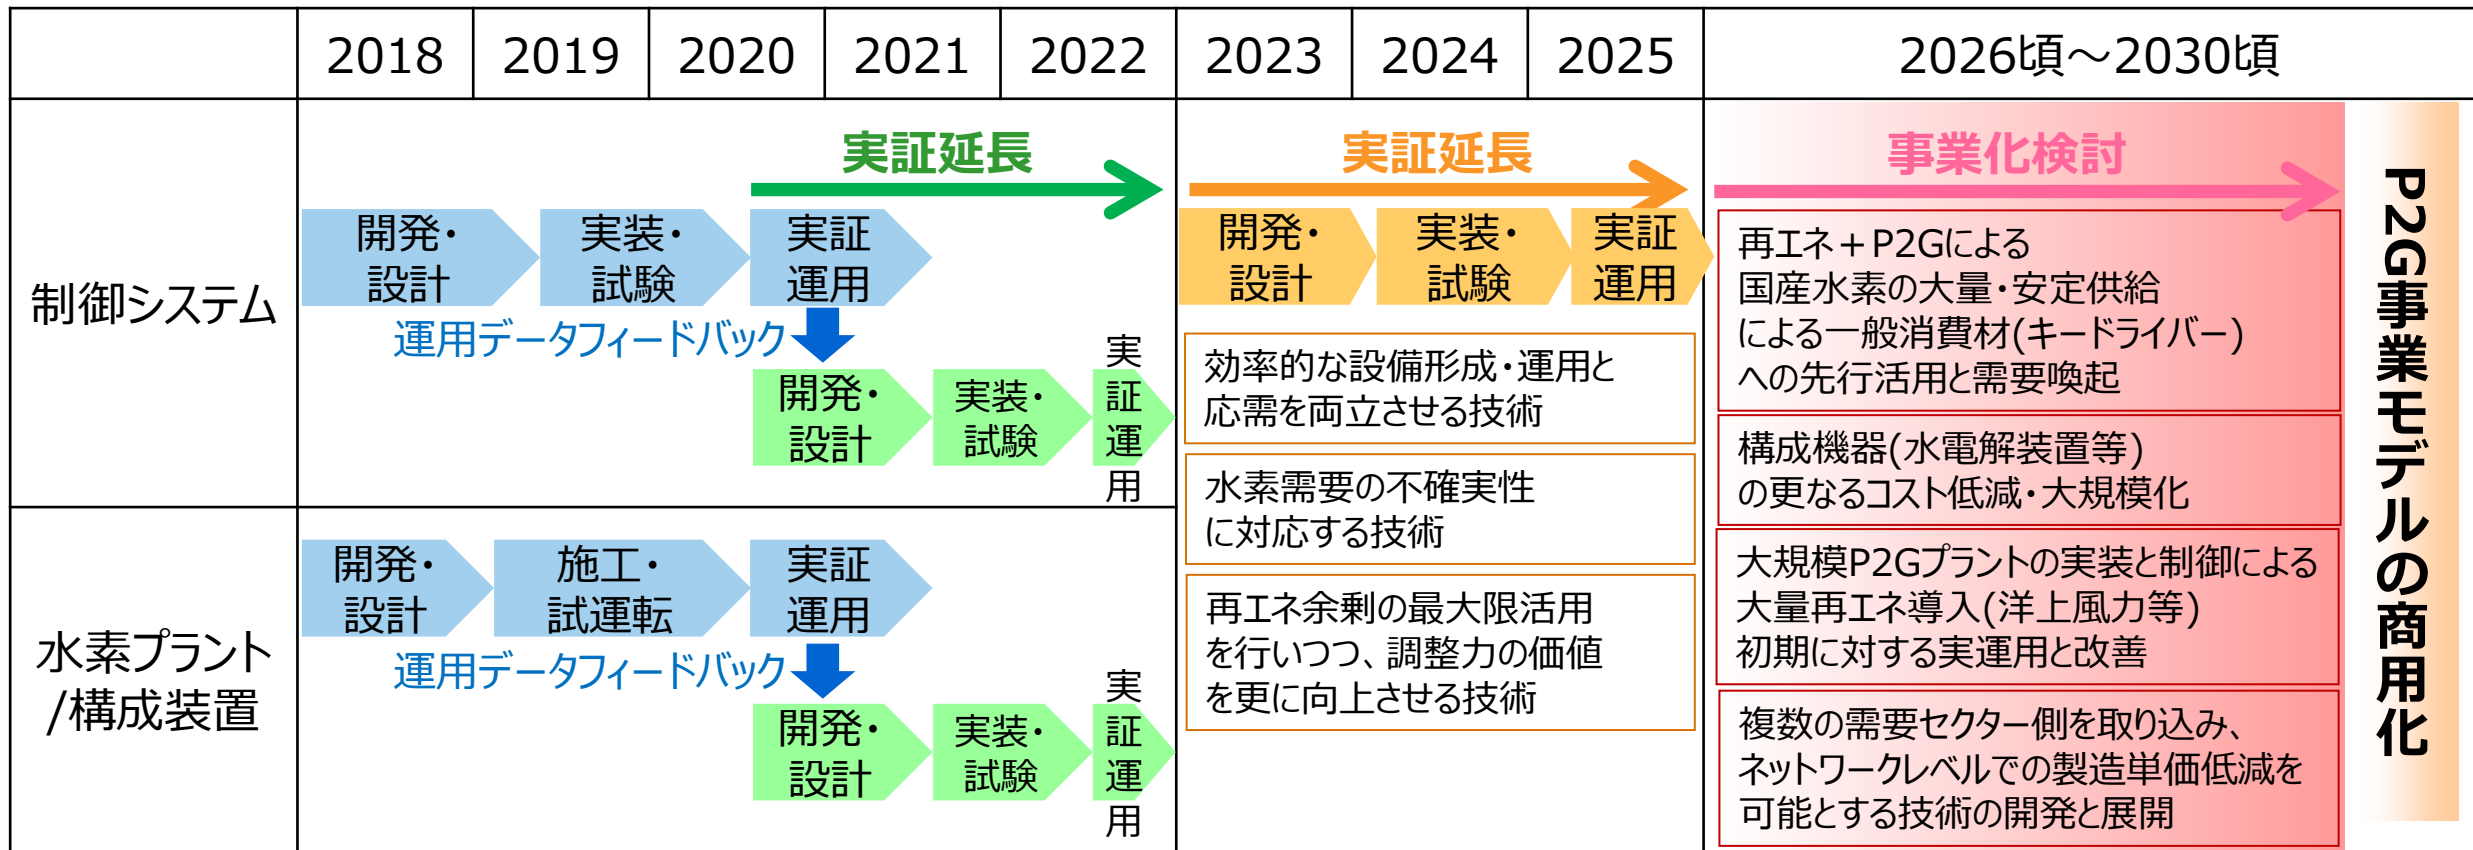 2018 2019 2020 2021 2022 2023 2024 2025 2026頃～2030頃
制御システム
実証延長
開発・
設計
実装・
試験
実証
運用
運用データフィードバック
開発・
設計
実装・
試験
実
証
運
用
実証延長
開発・
設計
実装・
試験
実証
運用
効率的な設備形成・運用と
応需を両立させる技術
水素需要の不確実性
に対応する技術
再エネ余剰の最大限活用
を行いつつ、調整力の価値
を更に向上させる技術
事業化検討
再エネ＋P2Gによる
国産水素の大量・安定供給
による一般消費材(キードライバー)
への先行活用と需要喚起
構成機器(水電解装置等)
の更なるコスト低減・大規模化
大規模P2Gプラントの実装と制御による
大量再エネ導入(洋上風力等)
初期に対する実運用と改善
複数の需要セクター側を取り込み、
ネットワークレベルでの製造単価低減を
可能とする技術の開発と展開
P2G事業モデルの商用化
水素プラント
/構成装置
開発・
設計
施工・
試運転
実証
運用
運用データフィードバック
開発・
設計
実装・
試験
実
証
運
用